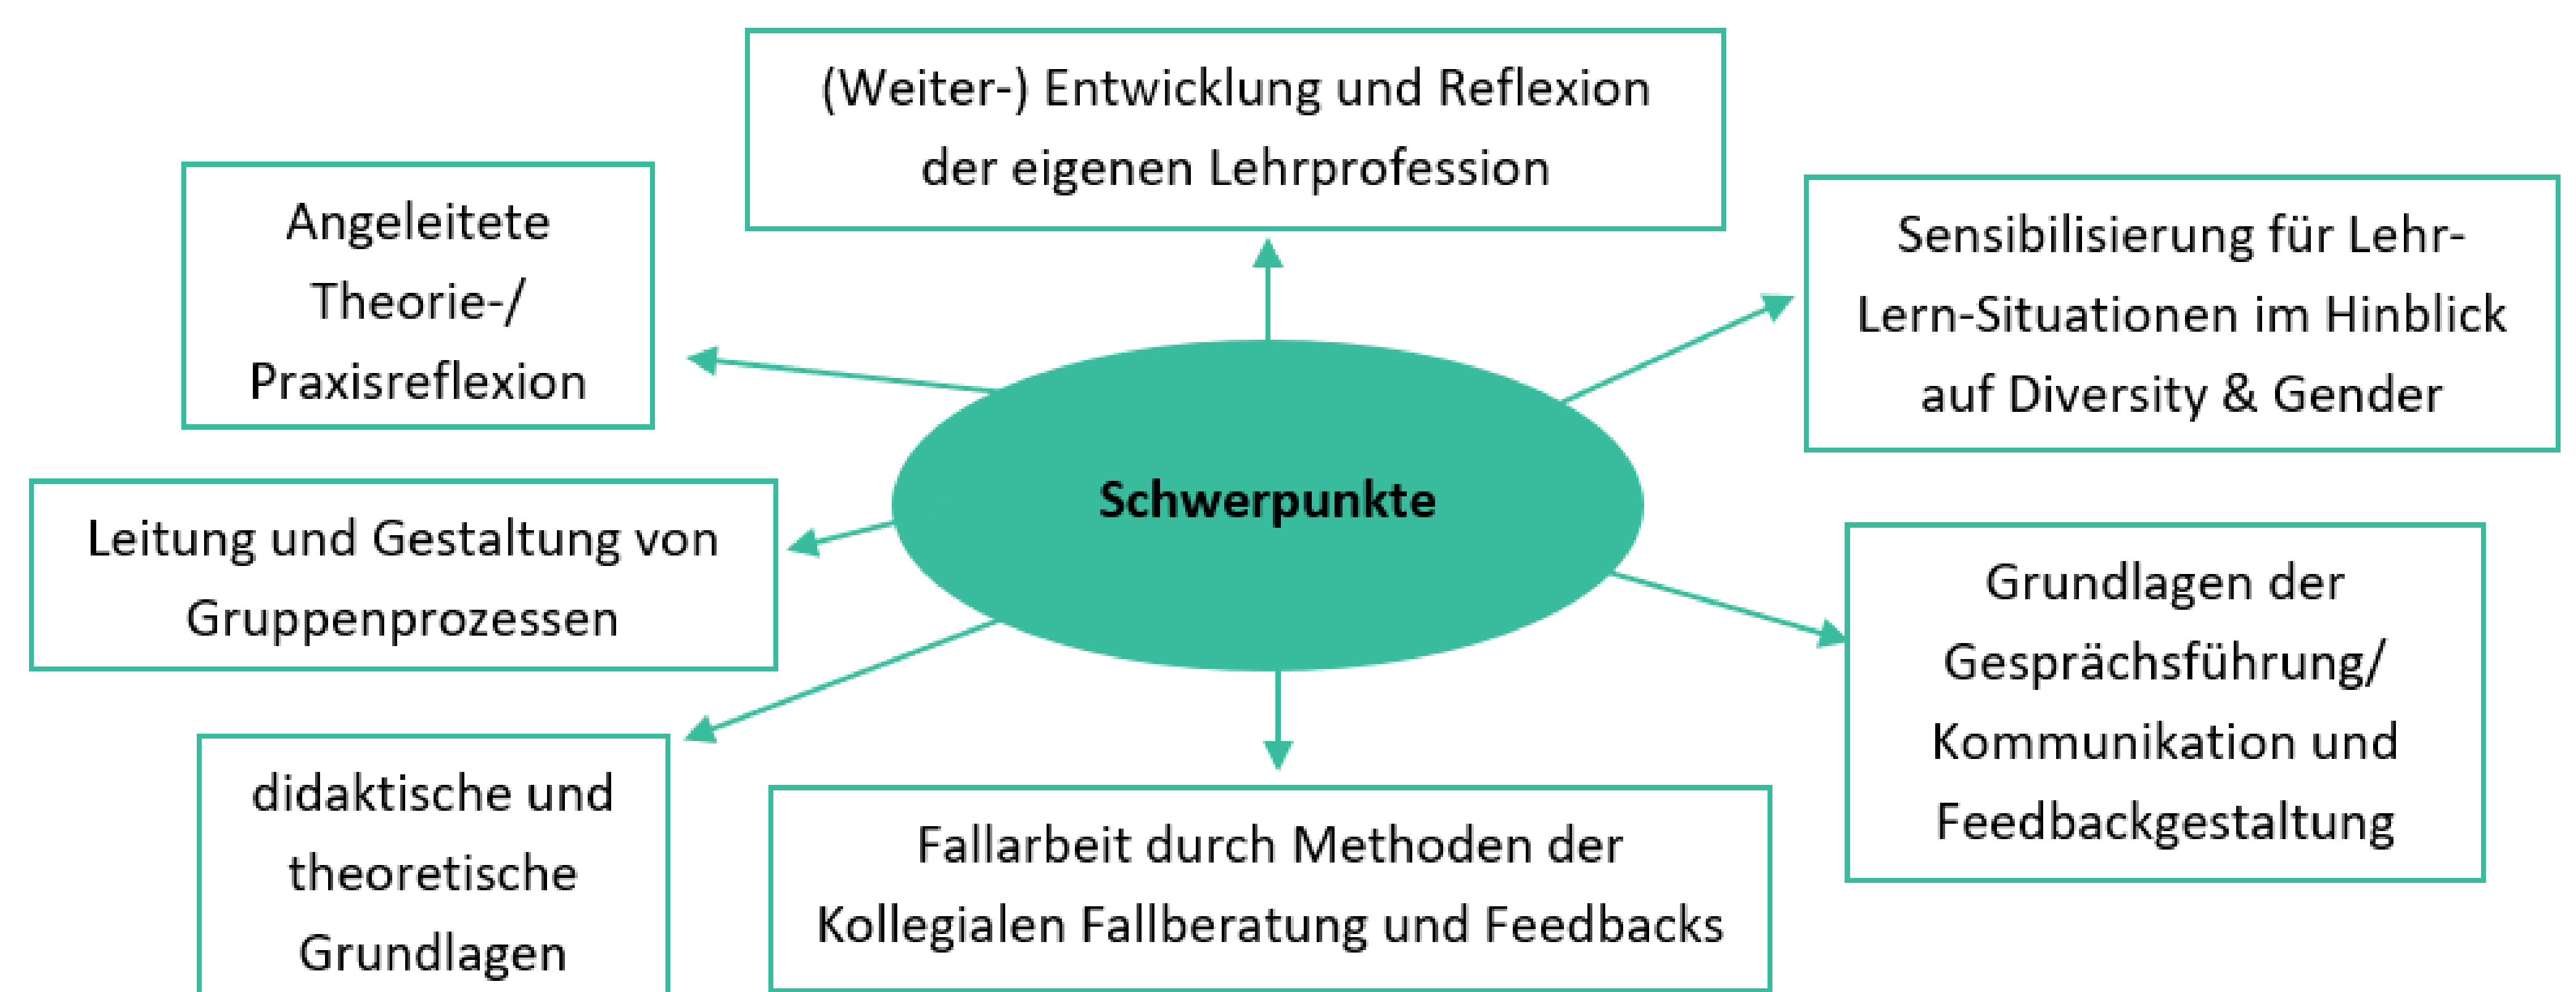 (Weiter-) Entwicklung und Reflexion
der eigenen Lehrprofession
Angeleitete
Theorie-/
Praxisreflexion
Sensibilisierung für Lehr-
Lern-Situationen im Hinblick
auf Diversity & Gender
Schwerpunkte
Leitung und Gestaltung von
Gruppenprozessen
Grundlagen der
Gesprächsführung/
Kommunikation und
Feedbackgestaltung
didaktische und
theoretische
Grundlagen
Fallarbeit durch Methoden der
Kollegialen Fallberatung und Feedbacks